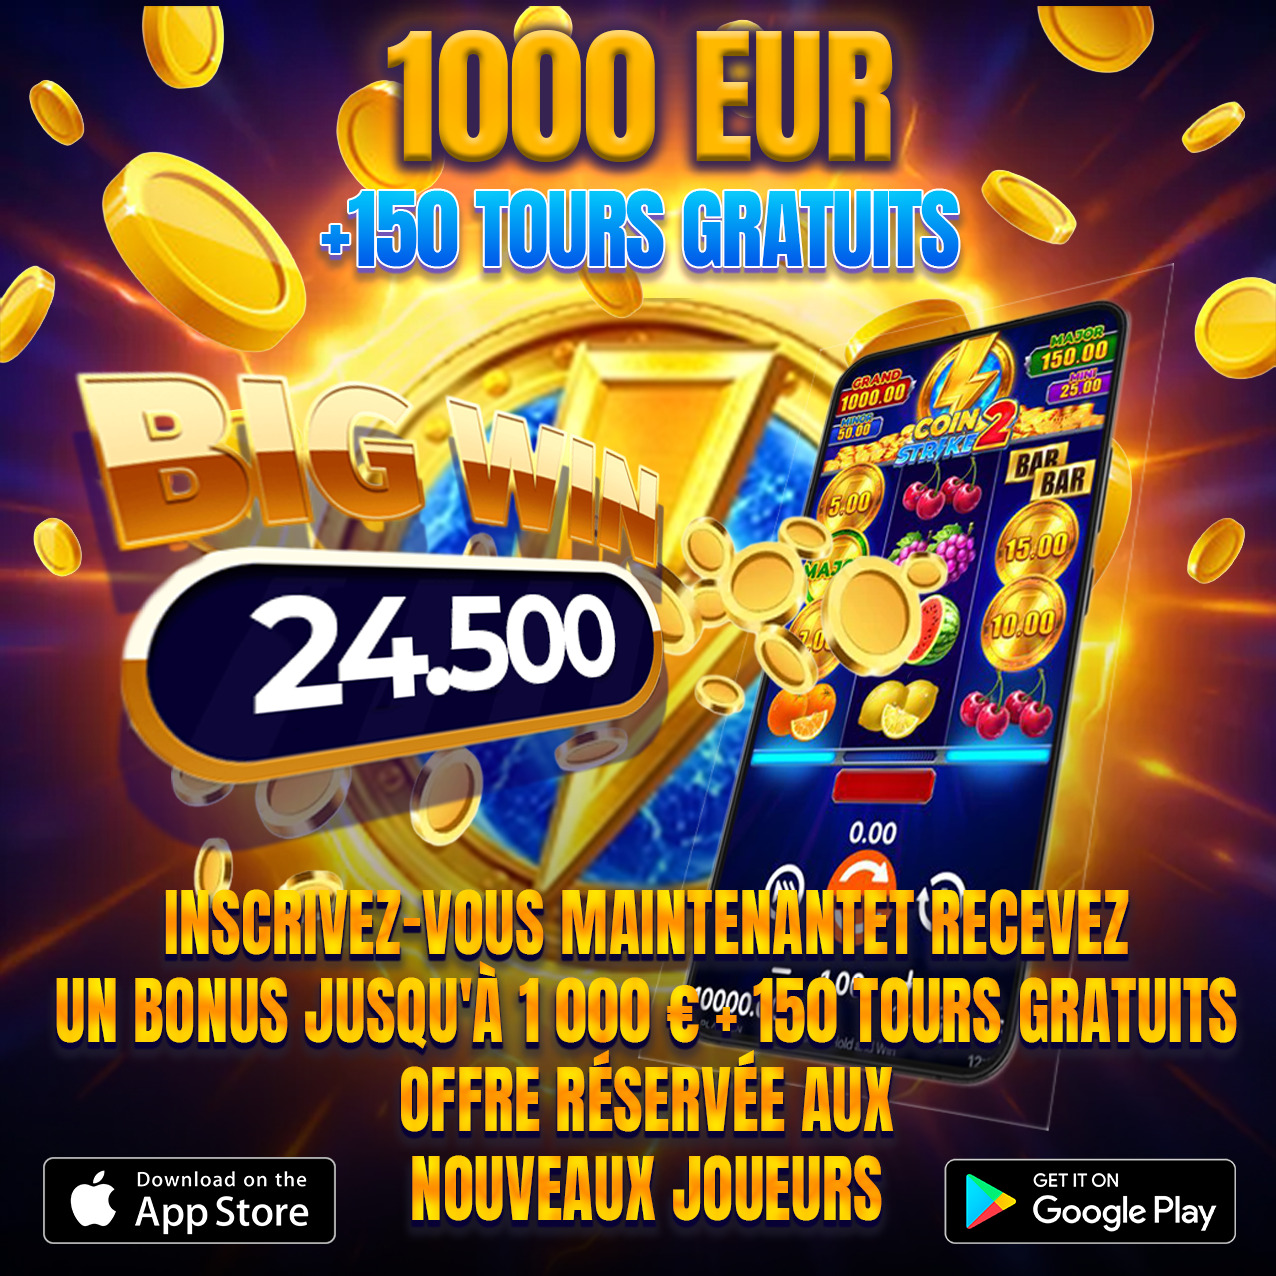 1000 EUR
+150 TOURS GRATUITS
BIG WIN
24.500
GRAND
1000.00
MINOR
50.00
MAJOR
150.00
MINI
25.00
COIN
STRIKE 2
BAR
BAR
5.00
15.00
MAJ
10.00
0.00
INSCRIVEZ-VOUS MAINTENANTET RECEVEZ
UN BONUS JUSQU'À 1 000 € + 150 TOURS GRATUITS
OFFRE RÉSERVÉE AUX
NOUVEAUX JOUEURS
Download on the
App Store
GET IT ON
Google Play